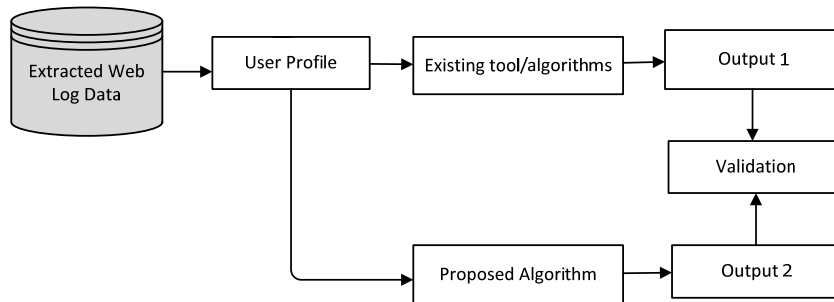 Extracted Web
Log Data
User Profile
Existing tool/algorithms
Output 1
Validation
Proposed Algorithm
Output 2